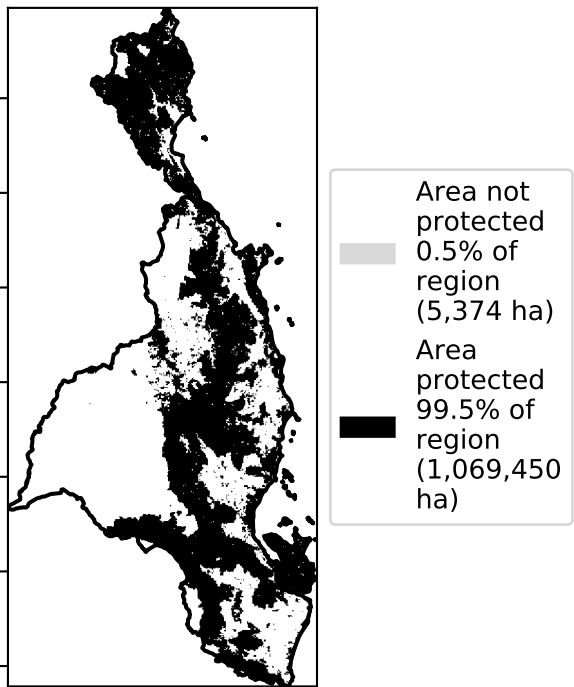 Area not
protected
0.5% of
region
(5,374 ha)
Area
protected
99.5% of
region
(1,069,450
ha)